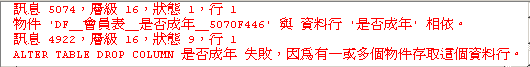 訊息 5074，層級 16，狀態 1，行 1
物件 'DF__會員表__是否成年__5070F446' 與 資料行 '是否成年' 相依。
訊息 4922，層級 16，狀態 9，行 1
ALTER TABLE DROP COLUMN 是否成年 失敗，因為有一或多個物件存取這個資料行。